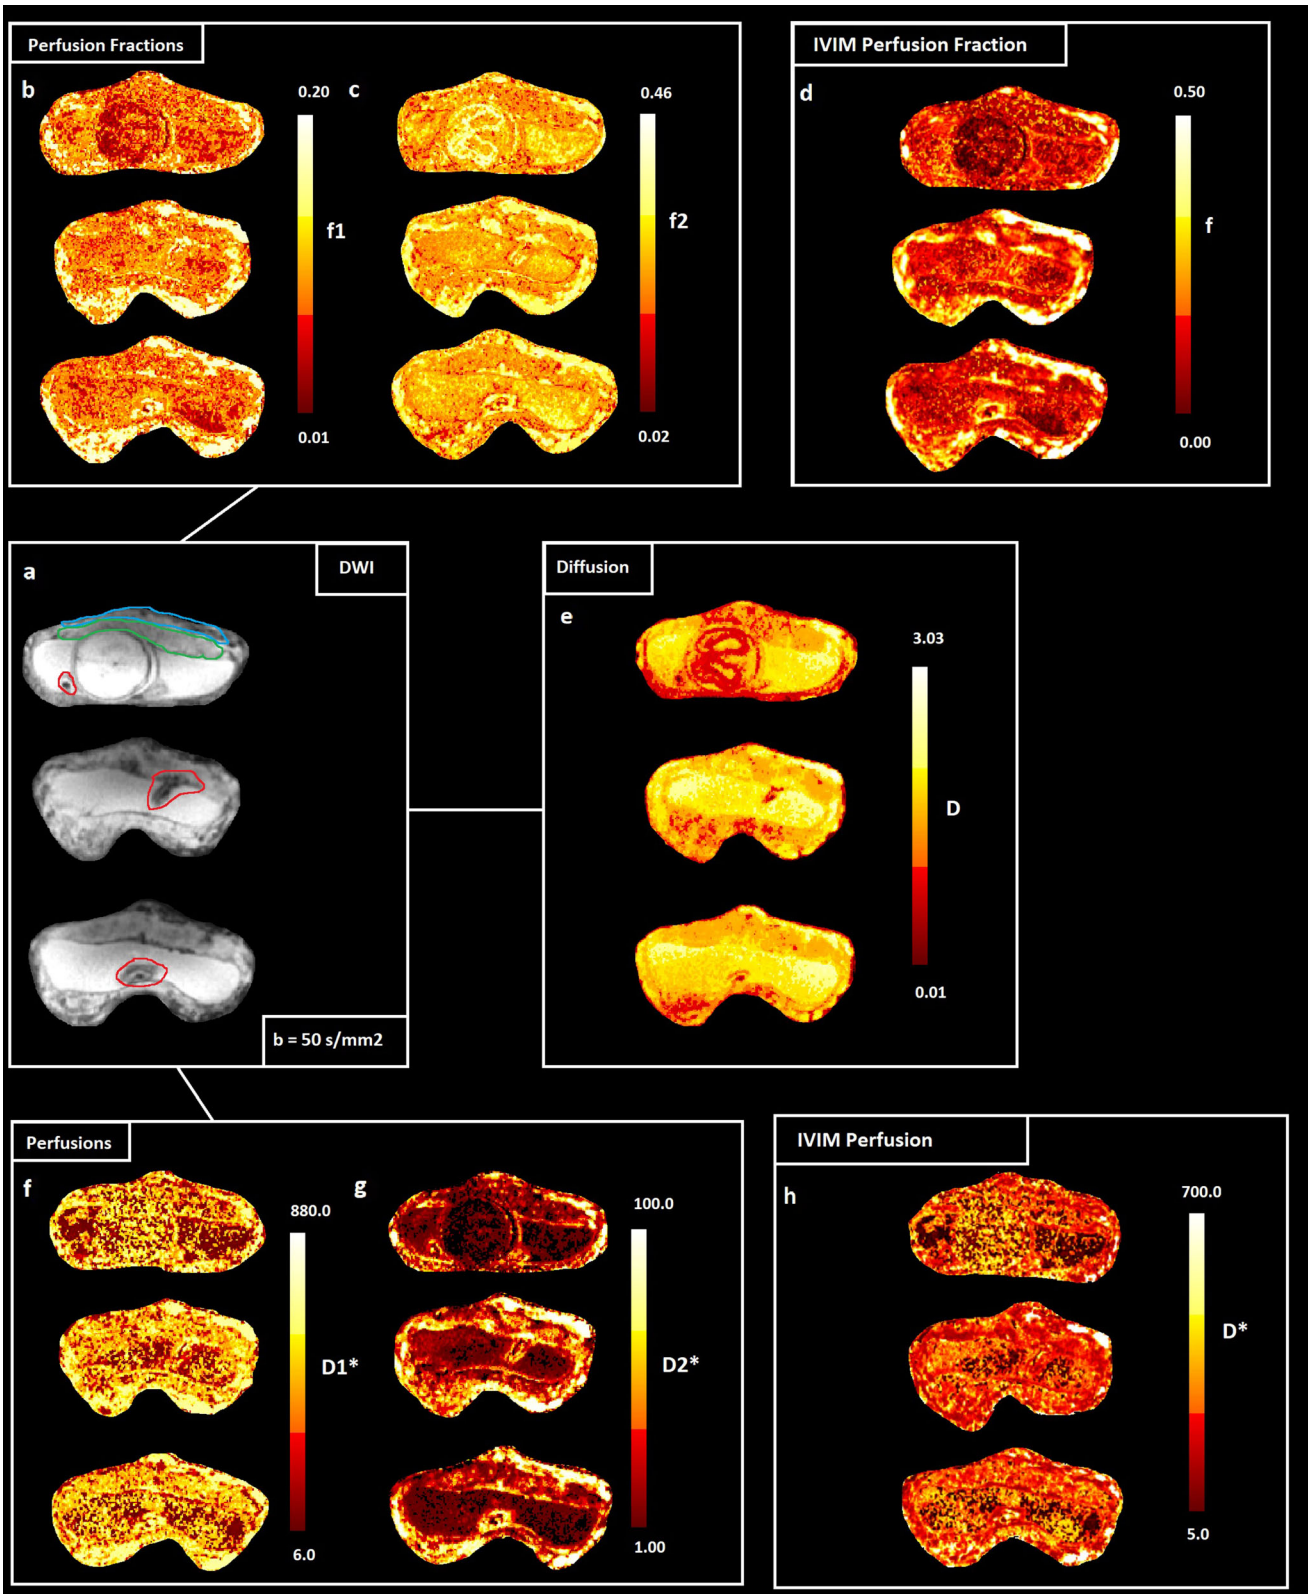 Perfusion Fractions
b
0.20
c
0.46
f1
f2
0.01
0.02
IVIM Perfusion Fraction
d
0.50
f
0.00
a
DWI
b = 50 s/mm2
Diffusion
e
3.03
D
0.01
Perfusions
f
880.0
g
100.0
D1*
D2*
6.0
1.00
IVIM Perfusion
h
700.0
D*
5.0